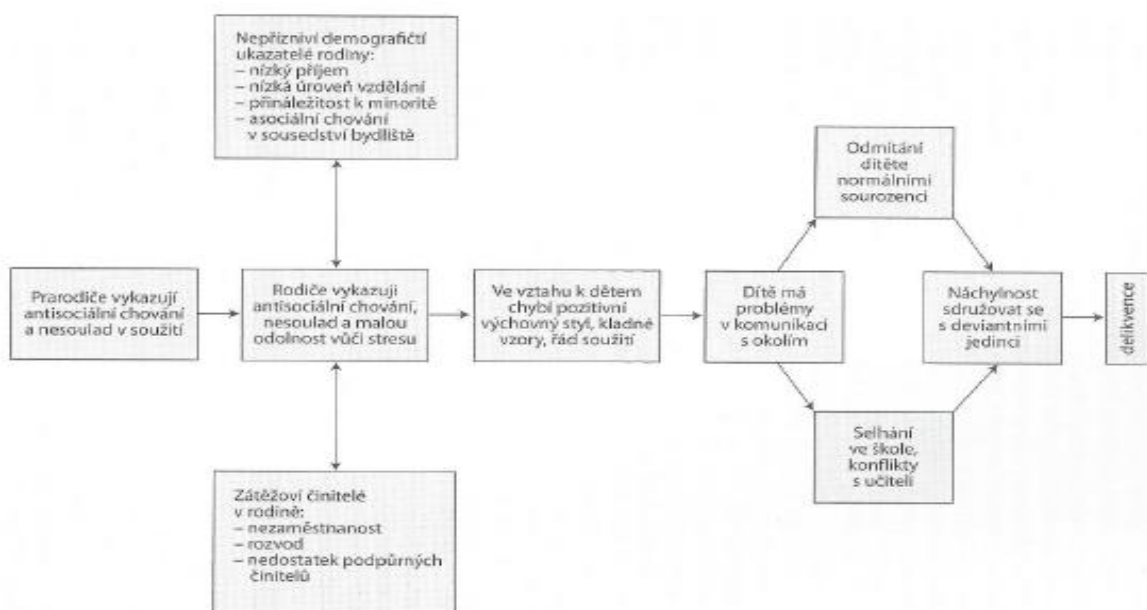 Nepřízniví demografičtí
ukazatelé rodiny:
– nízký příjem
– nízká úroveň vzdělání
– přináležitost k minoritě
– asociální chování
v sousedství bydliště
Odmítání
dítěte
normálními
sourozenci
Prarodiče vykazují
antisociální chování
a nesoulad v soužití
Rodiče vykazují
antisociální chování,
nesoulad a malou
odolnost vůči stresu
Ve vztahu k dětem
chybí pozitivní
výchovný styl, kladné
vzory, řád soužití
Dítě má
problémy
v komunikaci
s okolím
Náchylnost
sdružovat se
s deviantními
jedinci
delikvence
Selhání
ve škole,
konflikty
s učiteli
Zátěžoví činitelé
v rodině:
– nezaměstnanost
– rozvod
– nedostatek podpůrných
činitelů